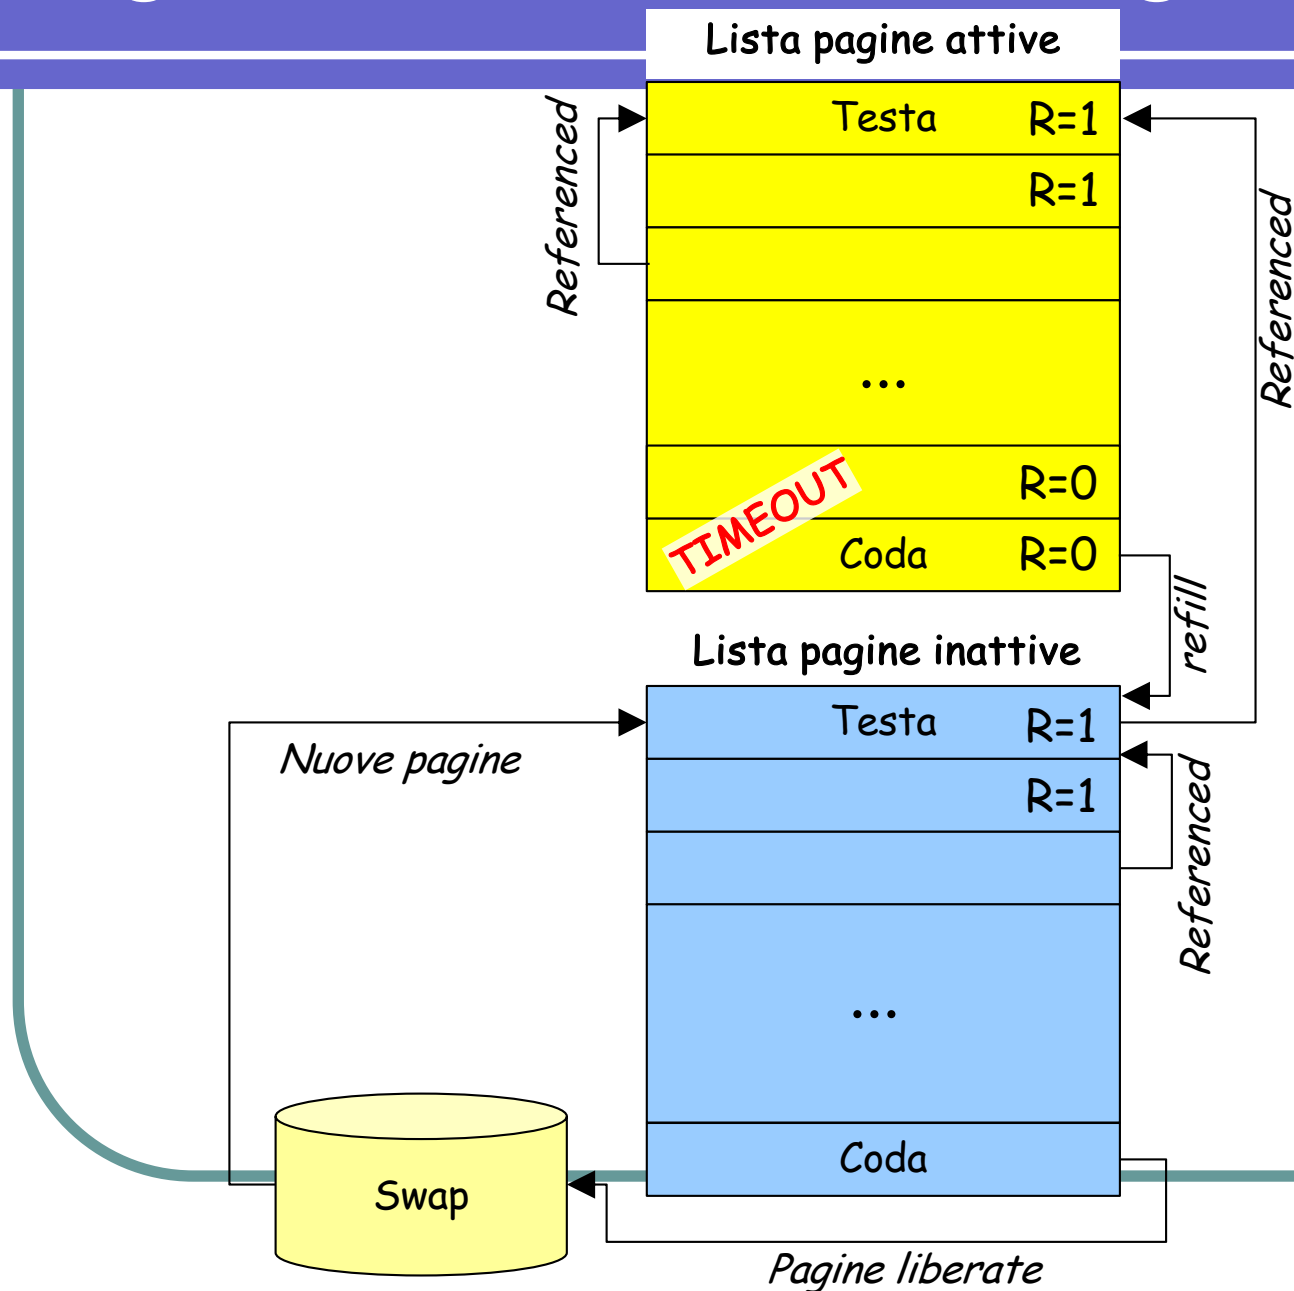 Lista pagine attive
Referenced
Testa R=1
R=1
Referenced
...
R=0
TIMEOUT
Coda R=0
refill
Lista pagine inattive
Testa R=1
Nuove pagine
R=1
Referenced
...
Coda
Swap
Pagine liberate